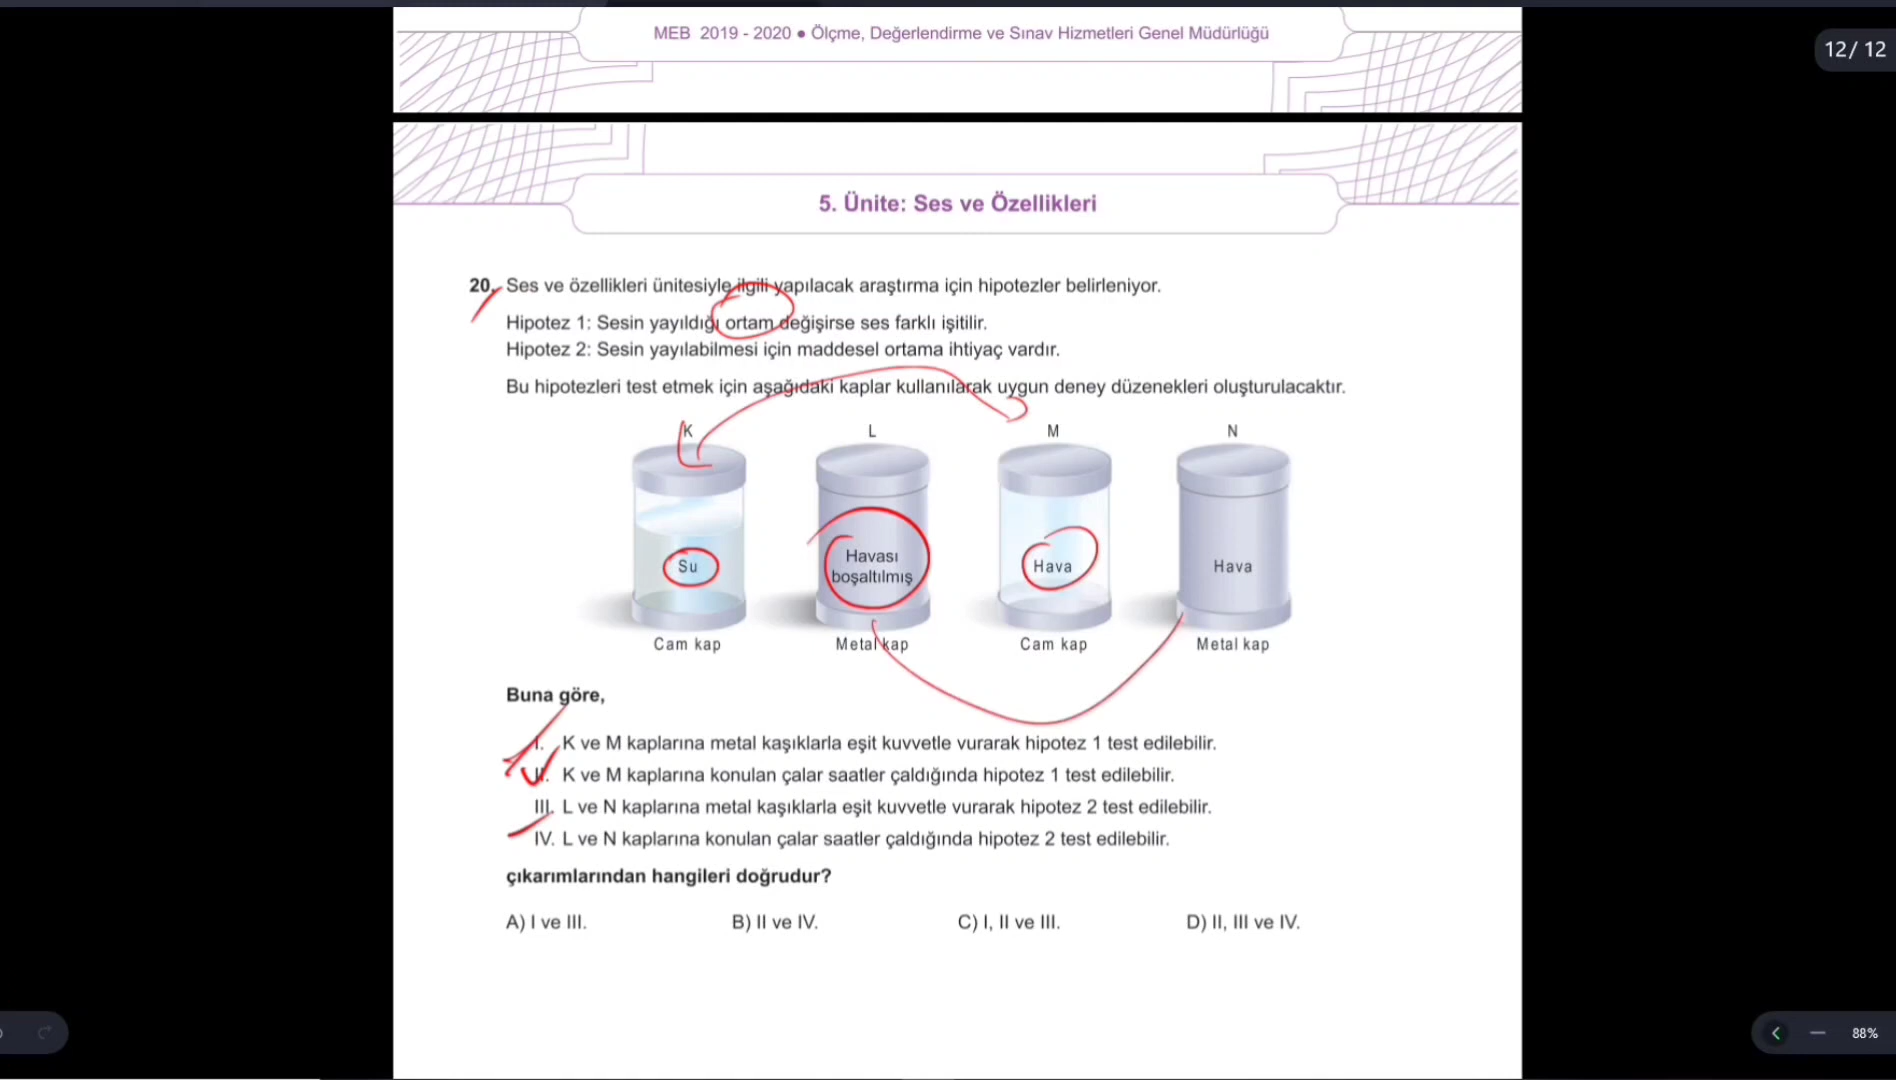 MEB 2019 - 2020 ● Ölçme, Değerlendirme ve Sınav Hizmetleri Genel Müdürlüğü
12/ 12
5. Ünite: Ses ve Özellikleri
20. Ses ve özellikleri ünitesiyle ilgili yapılacak araştırma için hipotezler belirleniyor.
Hipotez 1: Sesin yayıldığı ortam değişirse ses farklı işitilir.
Hipotez 2: Sesin yayılabilmesi için maddesel ortama ihtiyaç vardır.
Bu hipotezleri test etmek için aşağıdaki kaplar kullanılarak uygun deney düzenekleri oluşturulacaktır.
K L M N
Su Havası boşaltılmış Hava Hava
Cam kap Metal kap Cam kap Metal kap
Buna göre,
I. K ve M kaplarına metal kaşıklarla eşit kuvvetle vurarak hipotez 1 test edilebilir.
II. K ve M kaplarına konulan çalar saatler çaldığında hipotez 1 test edilebilir.
III. L ve N kaplarına metal kaşıklarla eşit kuvvetle vurarak hipotez 2 test edilebilir.
IV. L ve N kaplarına konulan çalar saatler çaldığında hipotez 2 test edilebilir.
çıkarımlarından hangileri doğrudur?
A) I ve III. B) II ve IV. C) I, II ve III. D) II, III ve IV.
88%